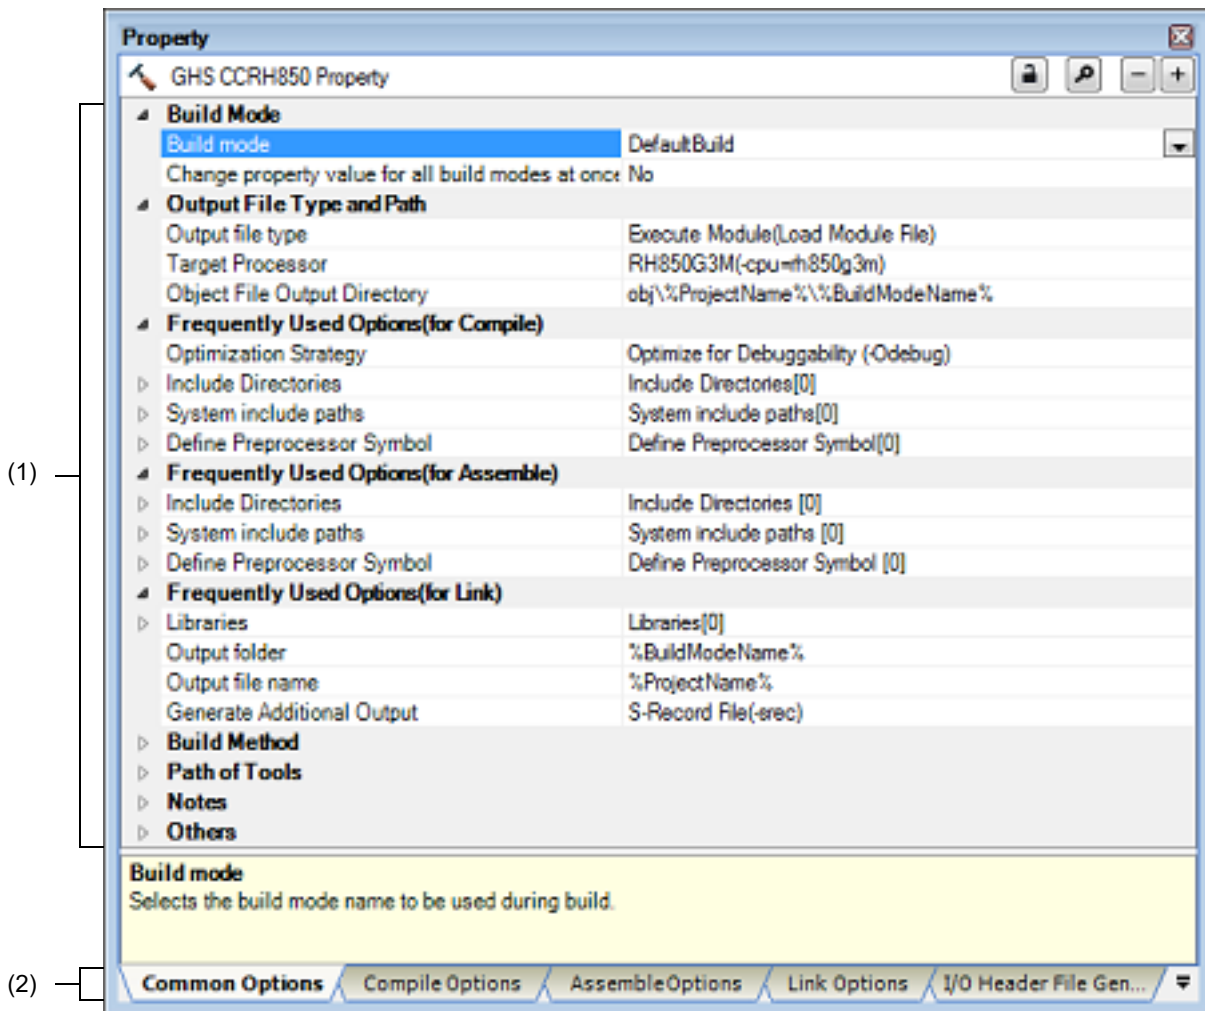 Property
GHS CCRH850 Property
Build Mode
Build mode DefaultBuild
Change property value for all build modes at once No
Output File Type and Path
Output file type Execute Module(Load Module File)
Target Processor RH850G3M(-cpu=rh850g3m)
Object File Output Directory obj\%ProjectName%\%BuildModeName%
Frequently Used Options(for Compile)
Optimization Strategy Optimize for Debuggability (-Odebug)
Include Directories Include Directories[0]
System include paths System include paths[0]
Define Preprocessor Symbol Define Preprocessor Symbol[0]
(1)
Frequently Used Options(for Assemble)
Include Directories Include Directories [0]
System include paths System include paths [0]
Define Preprocessor Symbol Define Preprocessor Symbol [0]
Frequently Used Options(for Link)
Libraries Libraries[0]
Output folder %BuildModeName%
Output file name %ProjectName%
Generate Additional Output S-Record File(-srec)
Build Method
Path of Tools
Notes
Others
Build mode
Selects the build mode name to be used during build.
(2)
Common Options Compile Options Assemble Options Link Options I/O Header File Gen...